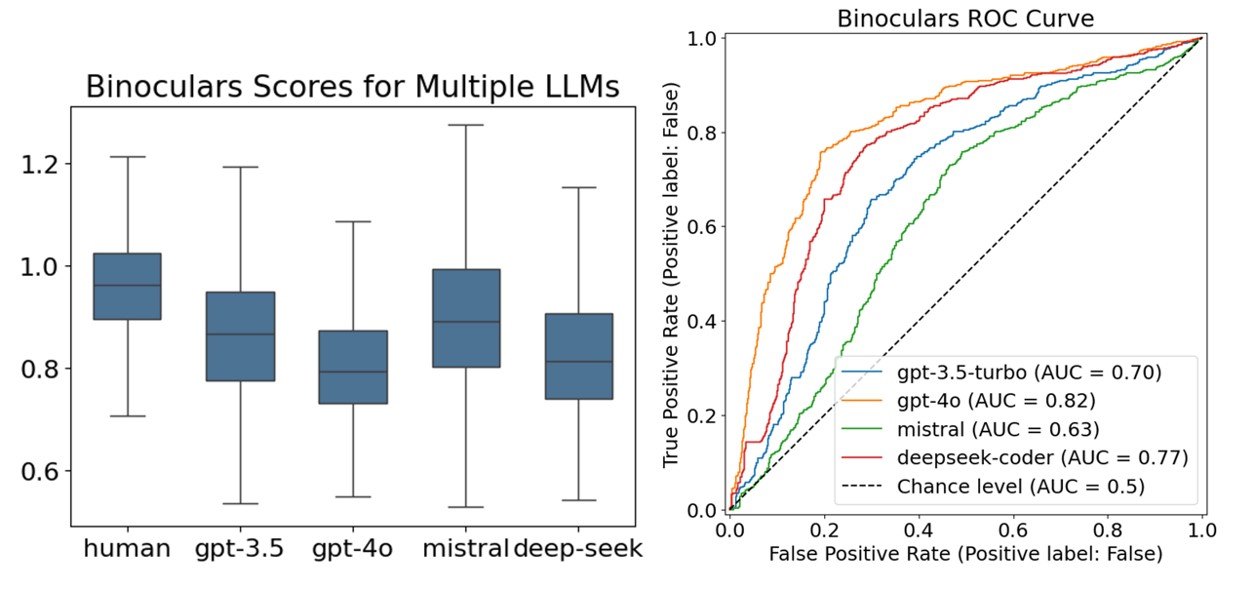 Binoculars Scores for Multiple LLMs
1.2
1.0
0.8
0.6
human gpt-3.5 gpt-4o mistral deep-seek
Binoculars ROC Curve
True Positive Rate (Positive label: False)
1.0
0.8
0.6
0.4
0.2
0.0
gpt-3.5-turbo (AUC = 0.70)
gpt-4o (AUC = 0.82)
mistral (AUC = 0.63)
deepseek-coder (AUC = 0.77)
Chance level (AUC = 0.5)
0.0 0.2 0.4 0.6 0.8 1.0
False Positive Rate (Positive label: False)